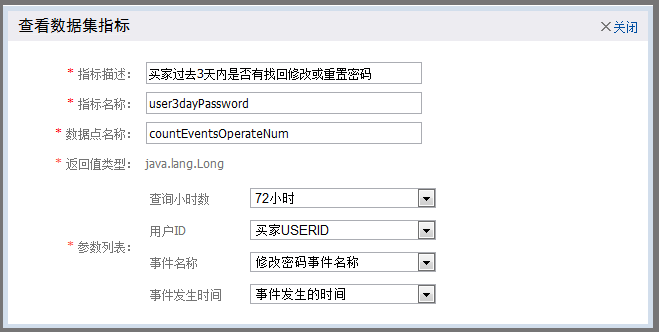 查看数据集指标 ×关闭
* 指标描述： 买家过去3天内是否有找回修改或重置密码
* 指标名称： user3dayPassword
* 数据点名称： countEventsOperateNum
* 返回值类型： java.lang.Long
查询小时数 72小时
用户ID 买家USERID
* 参数列表：
事件名称 修改密码事件名称
事件发生时间 事件发生的时间